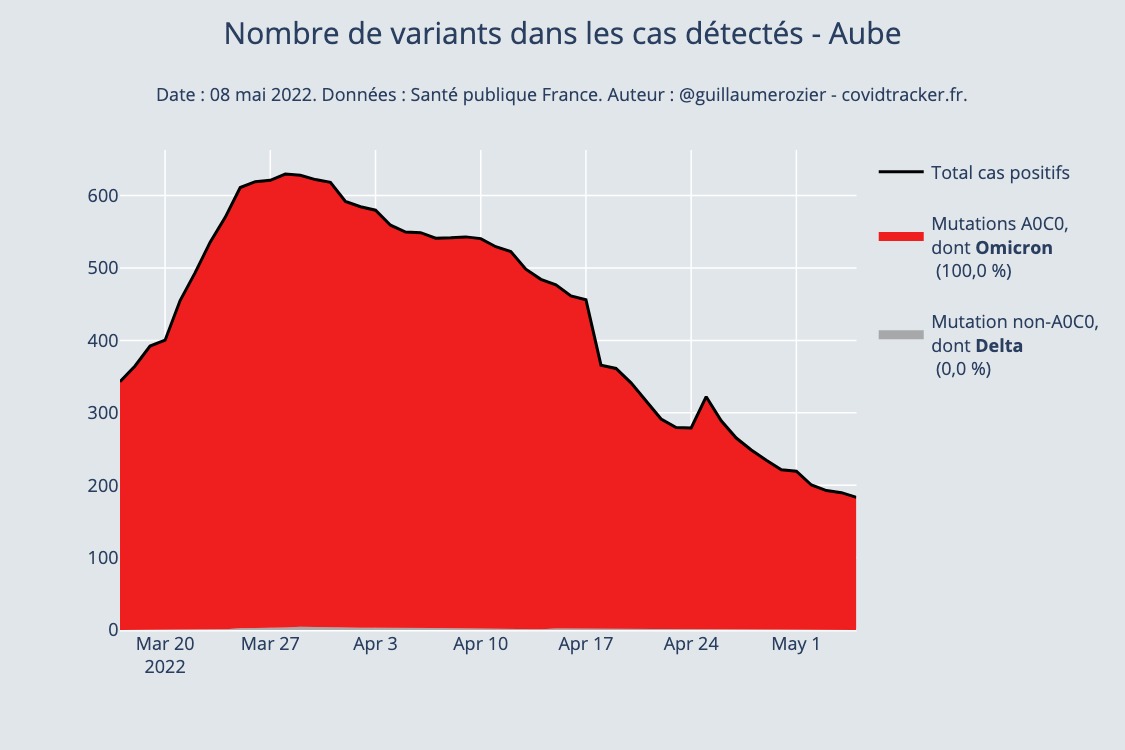 Nombre de variants dans les cas détectés - Aube
Date : 08 mai 2022. Données : Santé publique France. Auteur : @guillaumerozier - covidtracker.fr.
Total cas positifs
Mutations A0C0,
dont Omicron
(100,0 %)
Mutation non-A0C0,
dont Delta
(0,0 %)
600
500
400
300
200
100
0
Mar 20
2022
Mar 27
Apr 3
Apr 10
Apr 17
Apr 24
May 1